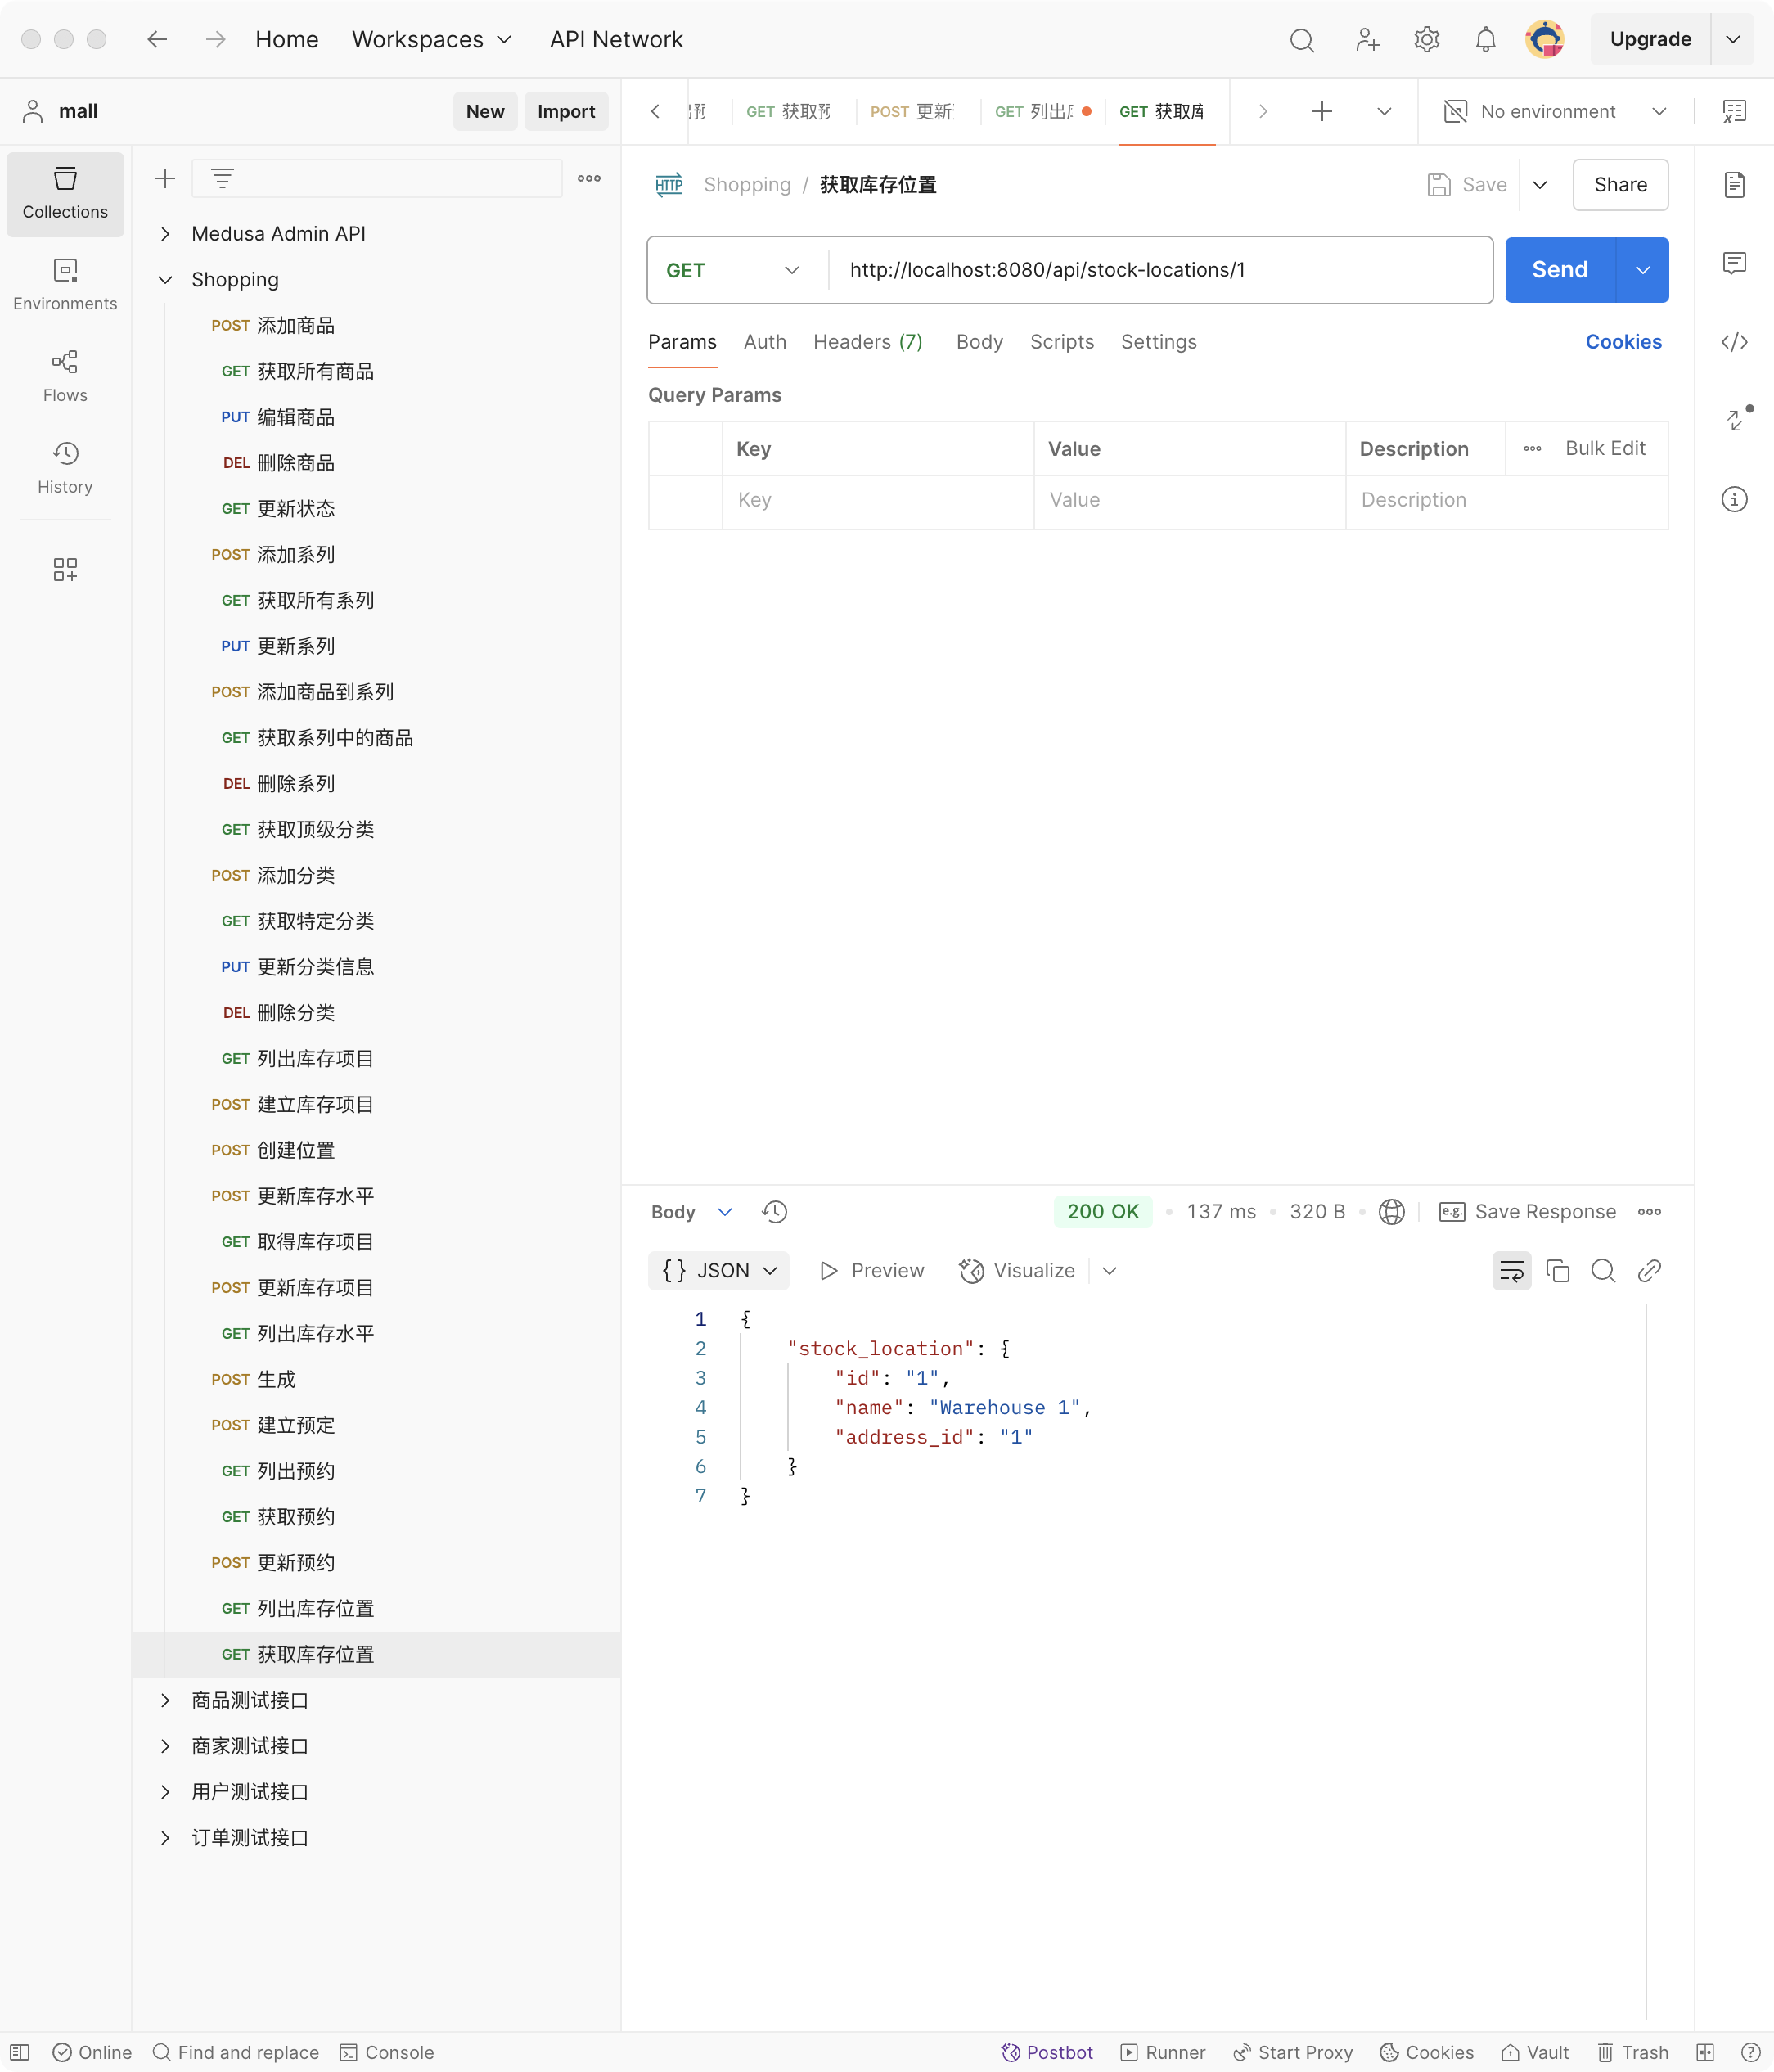 Home Workspaces API Network Upgrade
mall New Import
GET 获取预 POST 更新 GET 列出 GET 获取库 No environment
Collections
Environments
Flows
History
Medusa Admin API
Shopping
POST 添加商品
GET 获取所有商品
PUT 编辑商品
DEL 删除商品
GET 更新状态
POST 添加系列
GET 获取所有系列
PUT 更新系列
POST 添加商品到系列
GET 获取系列中的商品
DEL 删除系列
GET 获取顶级分类
POST 添加分类
GET 获取特定分类
PUT 更新分类信息
DEL 删除分类
GET 列出库存项目
POST 建立库存项目
POST 创建位置
POST 更新库存水平
GET 取得库存项目
POST 更新库存项目
GET 列出库存水平
POST 生成
POST 建立预定
GET 列出预约
GET 获取预约
POST 更新预约
GET 列出库存位置
GET 获取库存位置
商品测试接口
商家测试接口
用户测试接口
订单测试接口
HTTP Shopping / 获取库存位置 Save Share
GET http://localhost:8080/api/stock-locations/1 Send
Params Auth Headers (7) Body Scripts Settings Cookies
Query Params
Key Value Description Bulk Edit
Key Value Description
Body 200 OK 137 ms 320 B e.g. Save Response
{} JSON Preview Visualize
1 {
2 "stock_location": {
3 "id": "1",
4 "name": "Warehouse 1",
5 "address_id": "1"
6 }
7 }
Online Find and replace Console Postbot Runner Start Proxy Cookies Vault Trash